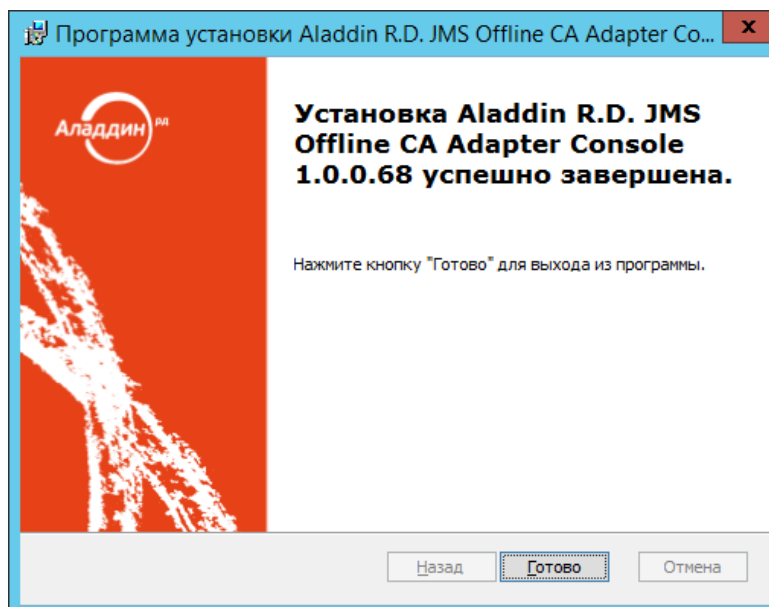 Программа установки Aladdin R.D. JMS Offline CA Adapter Co...
x
Аладдин РД
Установка Aladdin R.D. JMS
Offline CA Adapter Console
1.0.0.68 успешно завершена.
Нажмите кнопку "Готово" для выхода из программы.
Назад
Готово
Отмена